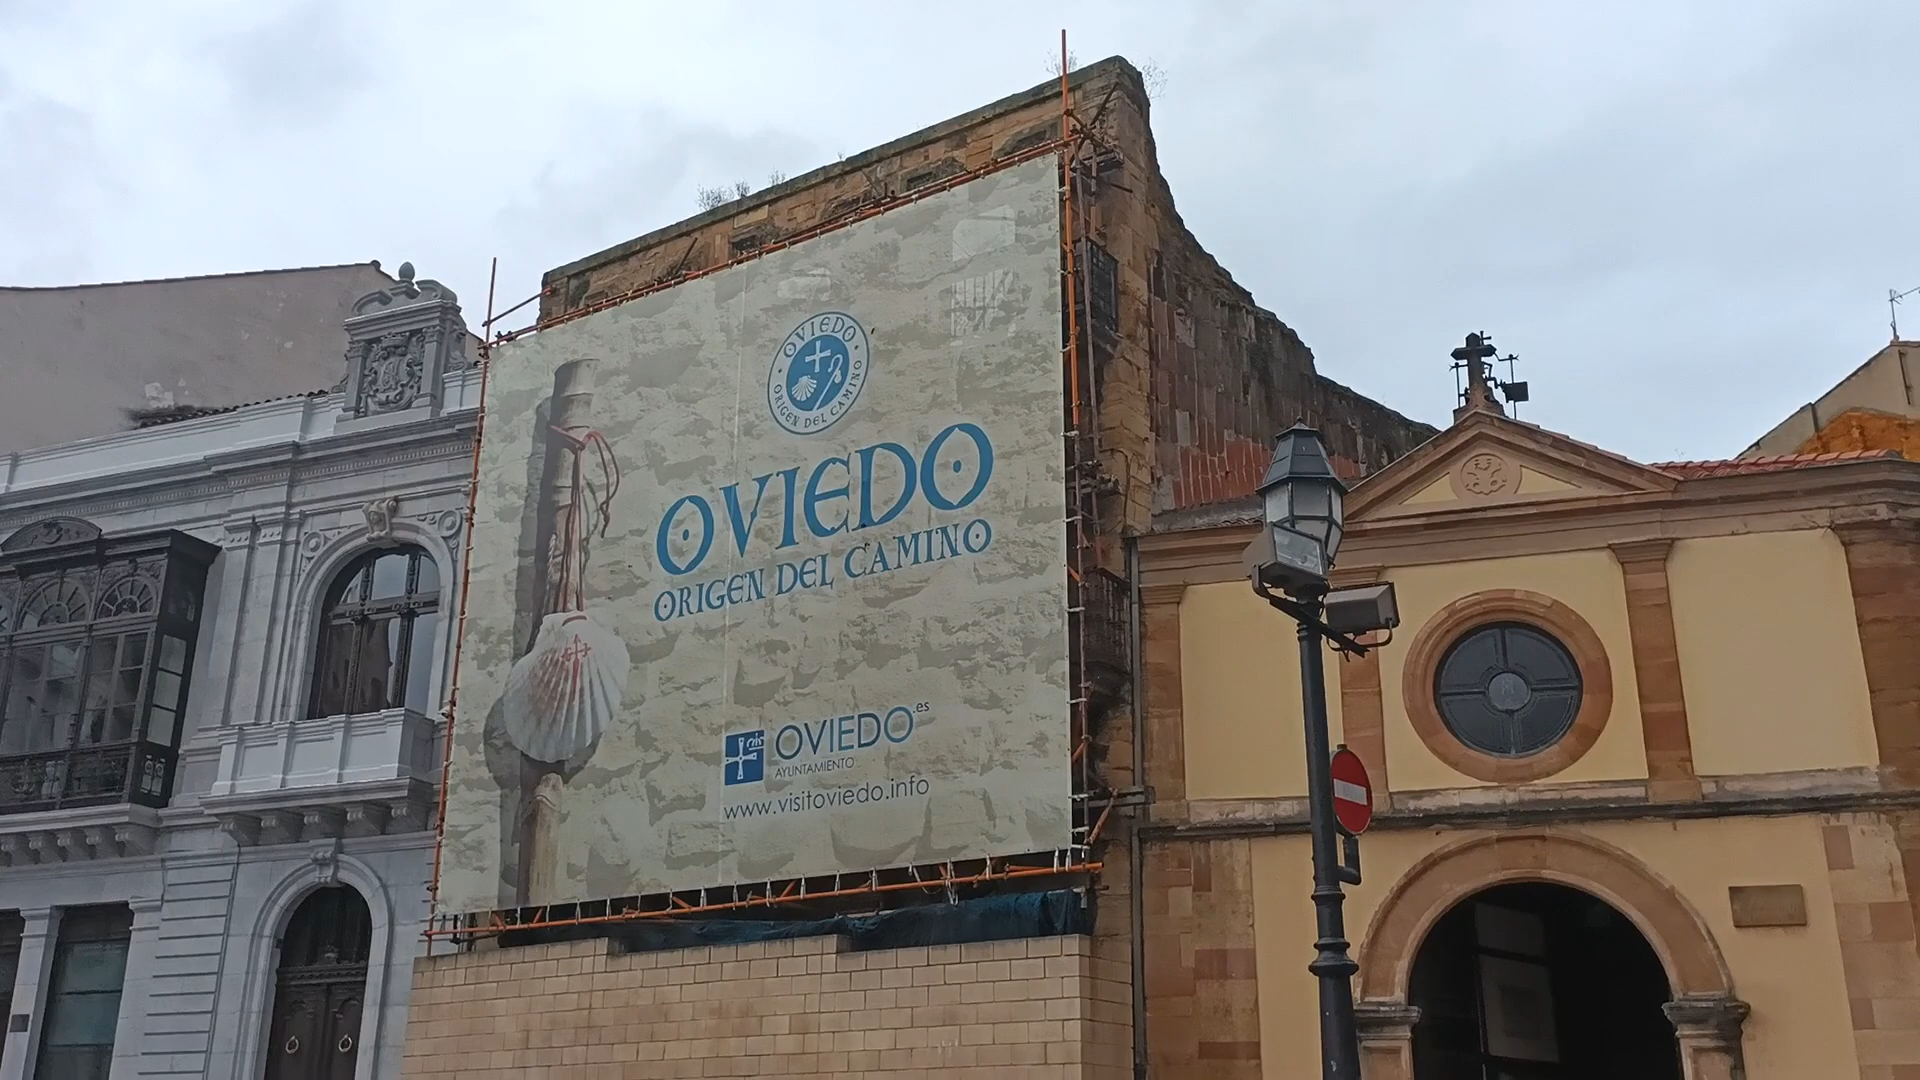 OVIEDO
ORIGEN DEL CAMINO
OVIEDO
ORIGEN DEL CAMINO
OVIEDO.es
AYUNTAMIENTO
www.visitoviedo.info